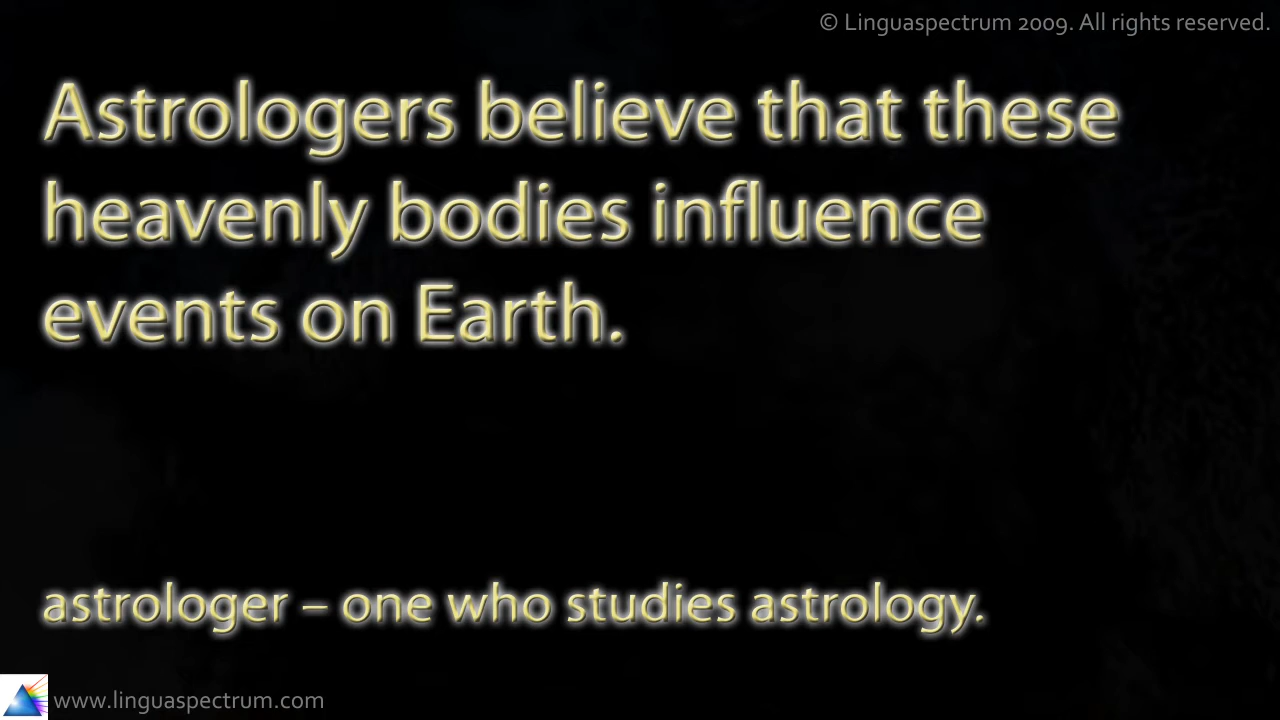 © Linguaspectrum 2009. All rights reserved.
Astrologers believe that these
heavenly bodies influence
events on Earth.
astrologer – one who studies astrology.
www.linguaspectrum.com